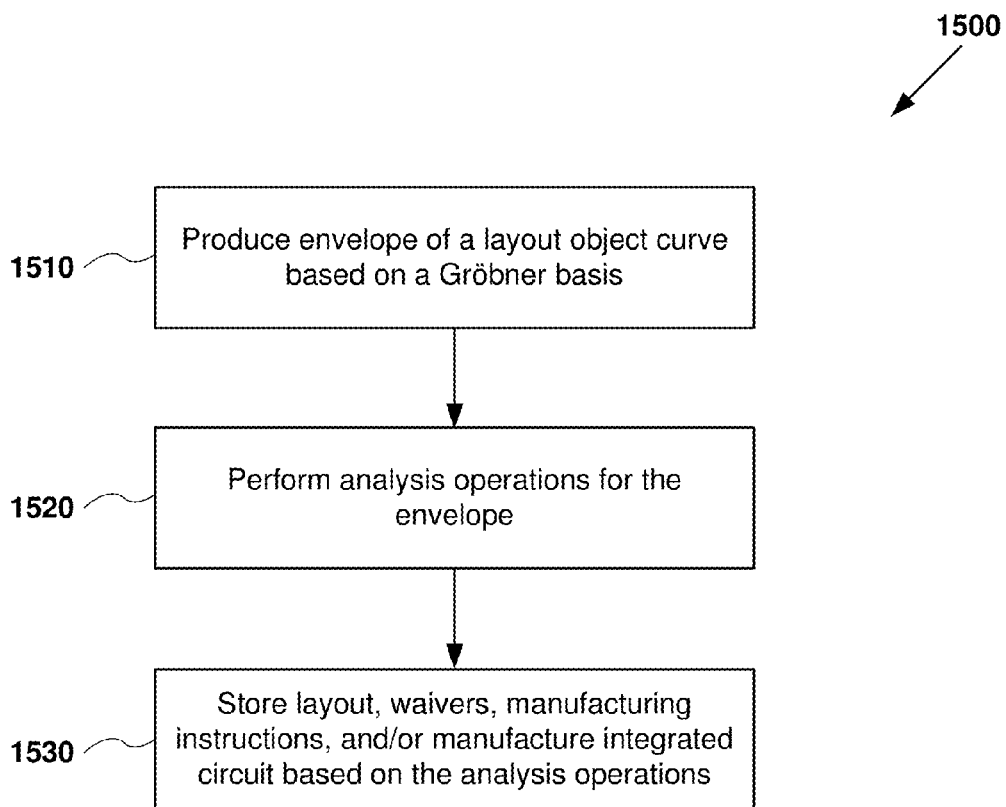 1500
Produce envelope of a layout object curve
based on a Gröbner basis
1510
Perform analysis operations for the
envelope
1520
Store layout, waivers, manufacturing
instructions, and/or manufacture integrated
circuit based on the analysis operations
1530